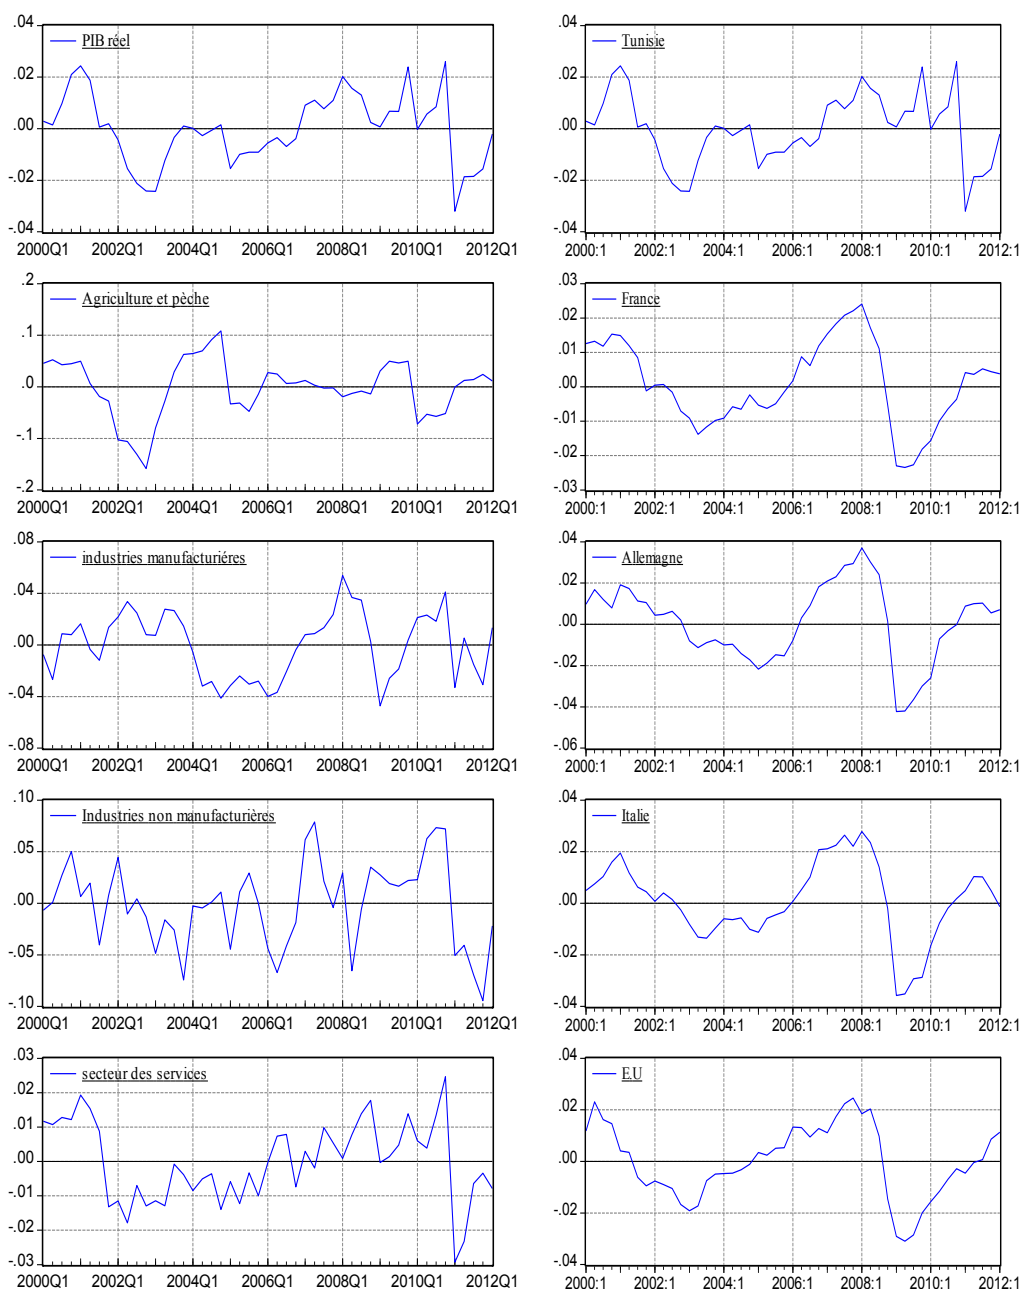 PIB réel
.04
.02
.00
-.02
-.04
2000Q1 2002Q1 2004Q1 2006Q1 2008Q1 2010Q1 2012Q1
Tunisie
.04
.02
.00
-.02
-.04
2000:1 2002:1 2004:1 2006:1 2008:1 2010:1 2012:1
Agriculture et pèche
.2
.1
.0
-.1
-.2
2000Q1 2002Q1 2004Q1 2006Q1 2008Q1 2010Q1 2012Q1
France
.03
.02
.01
.00
-.01
-.02
-.03
2000:1 2002:1 2004:1 2006:1 2008:1 2010:1 2012:1
industries manufacturiéres
.08
.04
.00
-.04
-.08
2000Q1 2002Q1 2004Q1 2006Q1 2008Q1 2010Q1 2012Q1
Allemagne
.04
.02
.00
-.02
-.04
-.06
2000:1 2002:1 2004:1 2006:1 2008:1 2010:1 2012:1
Industries non manufacturières
.10
.05
.00
-.05
-.10
2000Q1 2002Q1 2004Q1 2006Q1 2008Q1 2010Q1 2012Q1
Italie
.04
.02
.00
-.02
-.04
2000:1 2002:1 2004:1 2006:1 2008:1 2010:1 2012:1
secteur des services
.03
.02
.01
.00
-.01
-.02
-.03
2000Q1 2002Q1 2004Q1 2006Q1 2008Q1 2010Q1 2012Q1
E.U
.04
.02
.00
-.02
-.04
2000:1 2002:1 2004:1 2006:1 2008:1 2010:1 2012:1